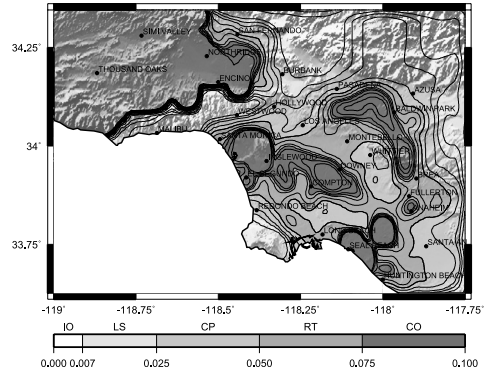 34.25
34
33.75
SIMI VALLEY
SAN FERNANDO
NORTHRIDGE
THOUSAND OAKS
ENCINO
BURBANK
PASADENA
AZUSA
HOLLYWOOD
BALDWIN PARK
WESTWOOD
LOS ANGELES
MALIBU
SANTA MONICA
MONTEBELLO
WHITTIER
INGLEWOOD
DOWNEY
EL SEGUNDO
BREA
COMPTON
FULLERTON
REDONDO BEACH
ANAHEIM
LONG BEACH
SANTA AN
SEAL BEACH
HUNTINGTON BEACH
-119 -118.75 -118.5 -118.25 -118 -117.75
IO LS CP RT CO
0.000 0.007 0.025 0.050 0.075 0.100